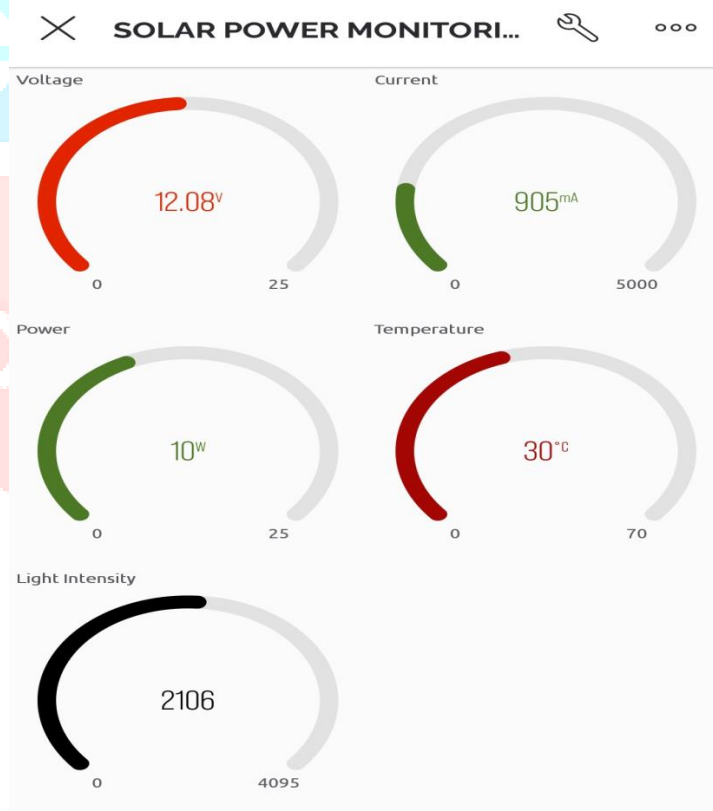 SOLAR POWER MONITORI...
Voltage
12.08V
0 25
Current
905mA
0 5000
Power
10W
0 25
Temperature
30°C
0 70
Light Intensity
2106
0 4095